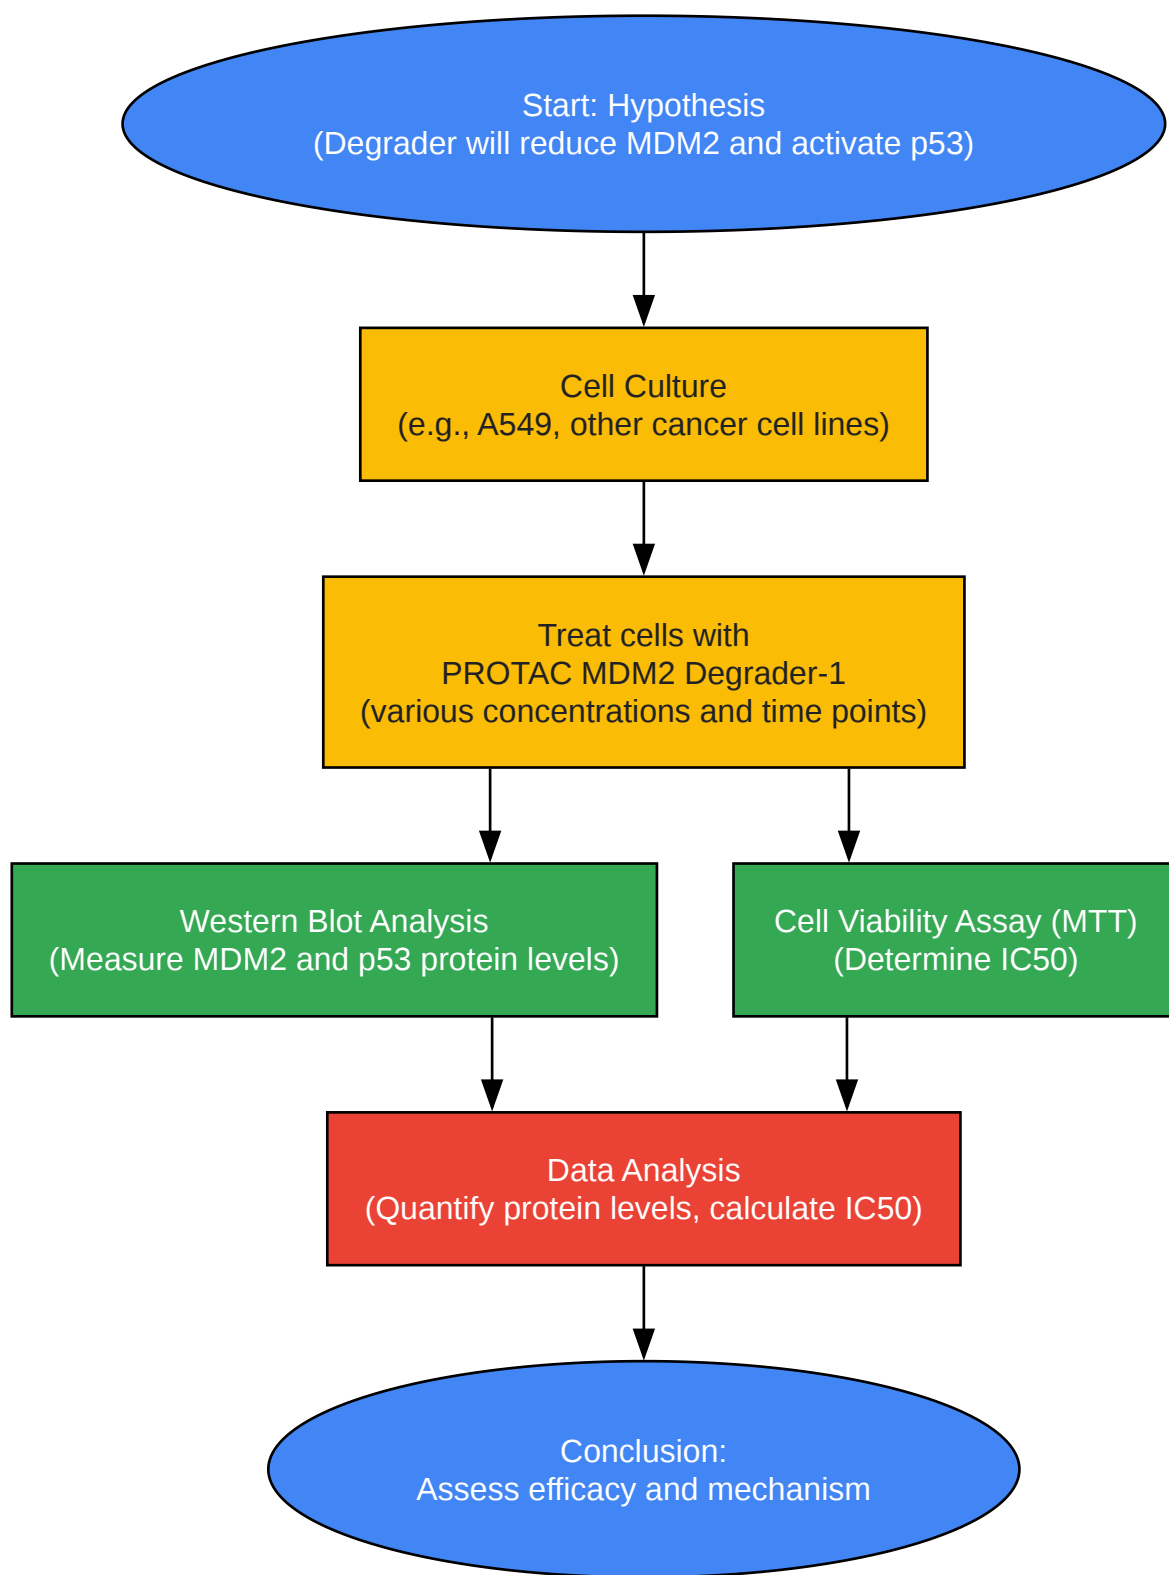 Start: Hypothesis
(Degrader will reduce MDM2 and activate p53)
Cell Culture
(e.g., A549, other cancer cell lines)
Treat cells with
PROTAC MDM2 Degrader-1
(various concentrations and time points)
Western Blot Analysis
(Measure MDM2 and p53 protein levels)
Cell Viability Assay (MTT)
(Determine IC50)
Data Analysis
(Quantify protein levels, calculate IC50)
Conclusion:
Assess efficacy and mechanism